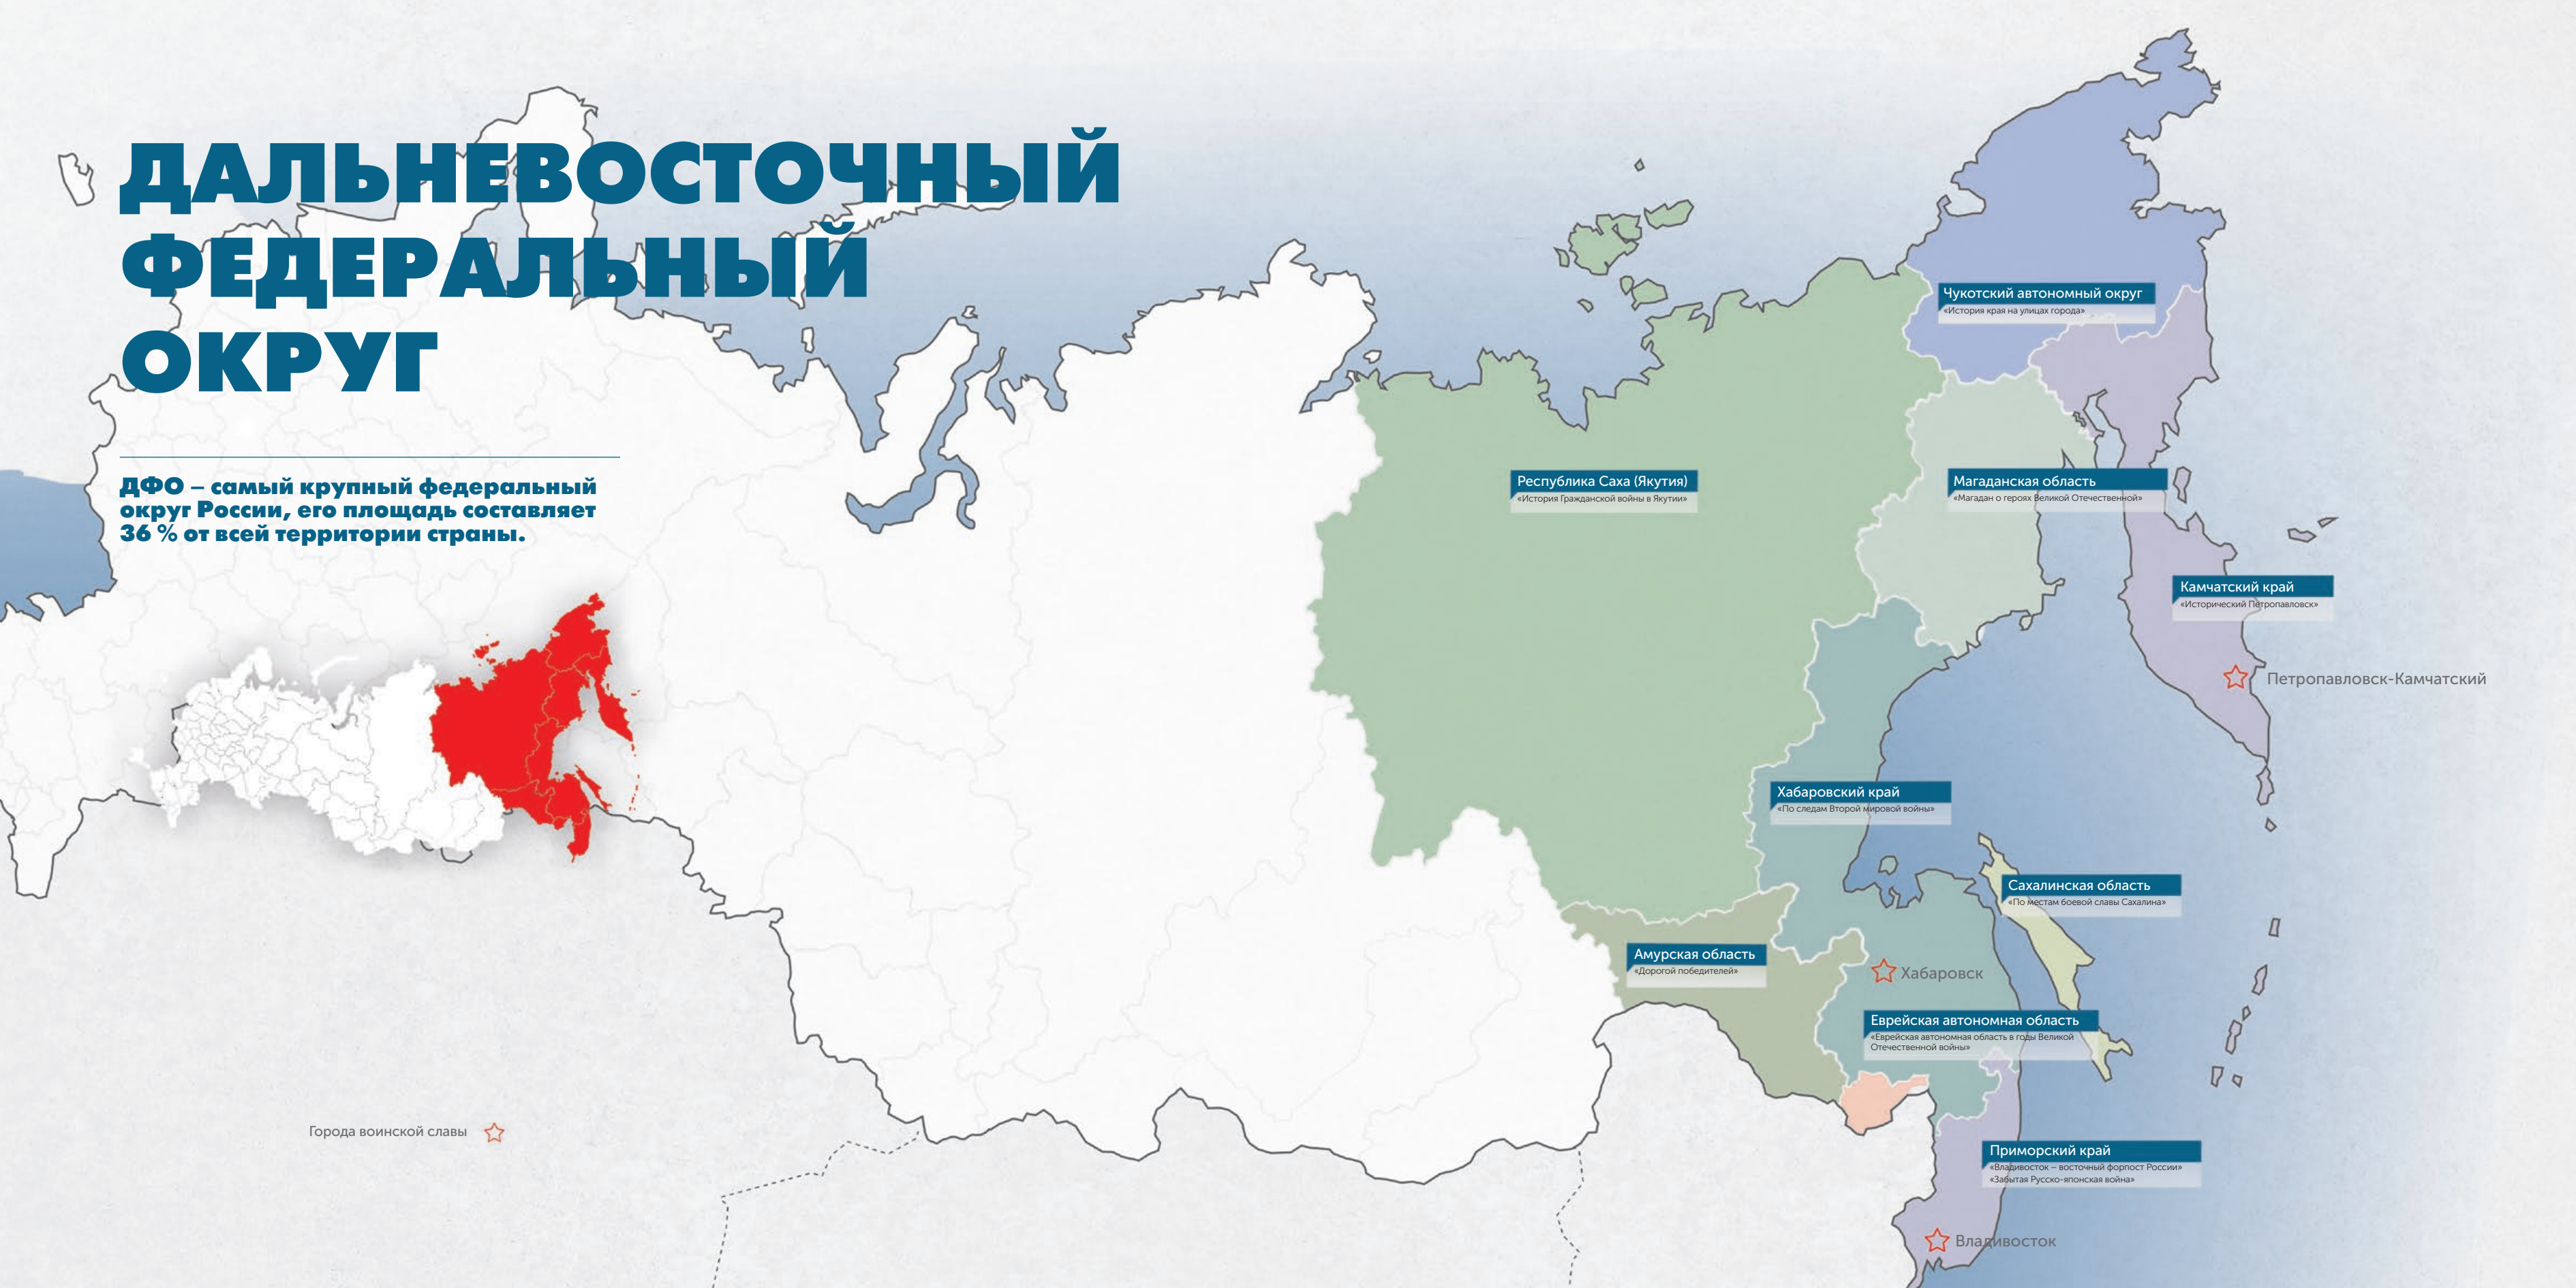 ДАЛЬНЕВОСТОЧНЫЙ
ФЕДЕРАЛЬНЫЙ
ОКРУГ
ДФО – самый крупный федеральный
округ России, его площадь составляет
36 % от всей территории страны.
Чукотский автономный округ
«История края на улицах города»
Республика Саха (Якутия)
«История Гражданской войны в Якутии»
Магаданская область
«Магадан о героях Великой Отечественной»
Камчатский край
«Исторический Петропавловск»
Петропавловск-Камчатский
Хабаровский край
«По следам Второй мировой войны»
Сахалинская область
«По местам боевой славы Сахалина»
Амурская область
«Дорогой победителей»
Хабаровск
Еврейская автономная область
«Еврейская автономная область в годы Великой
Отечественной войны»
Города воинской славы
Приморский край
«Владивосток – восточный форпост России»
«Забытая Русско-японская война»
Владивосток